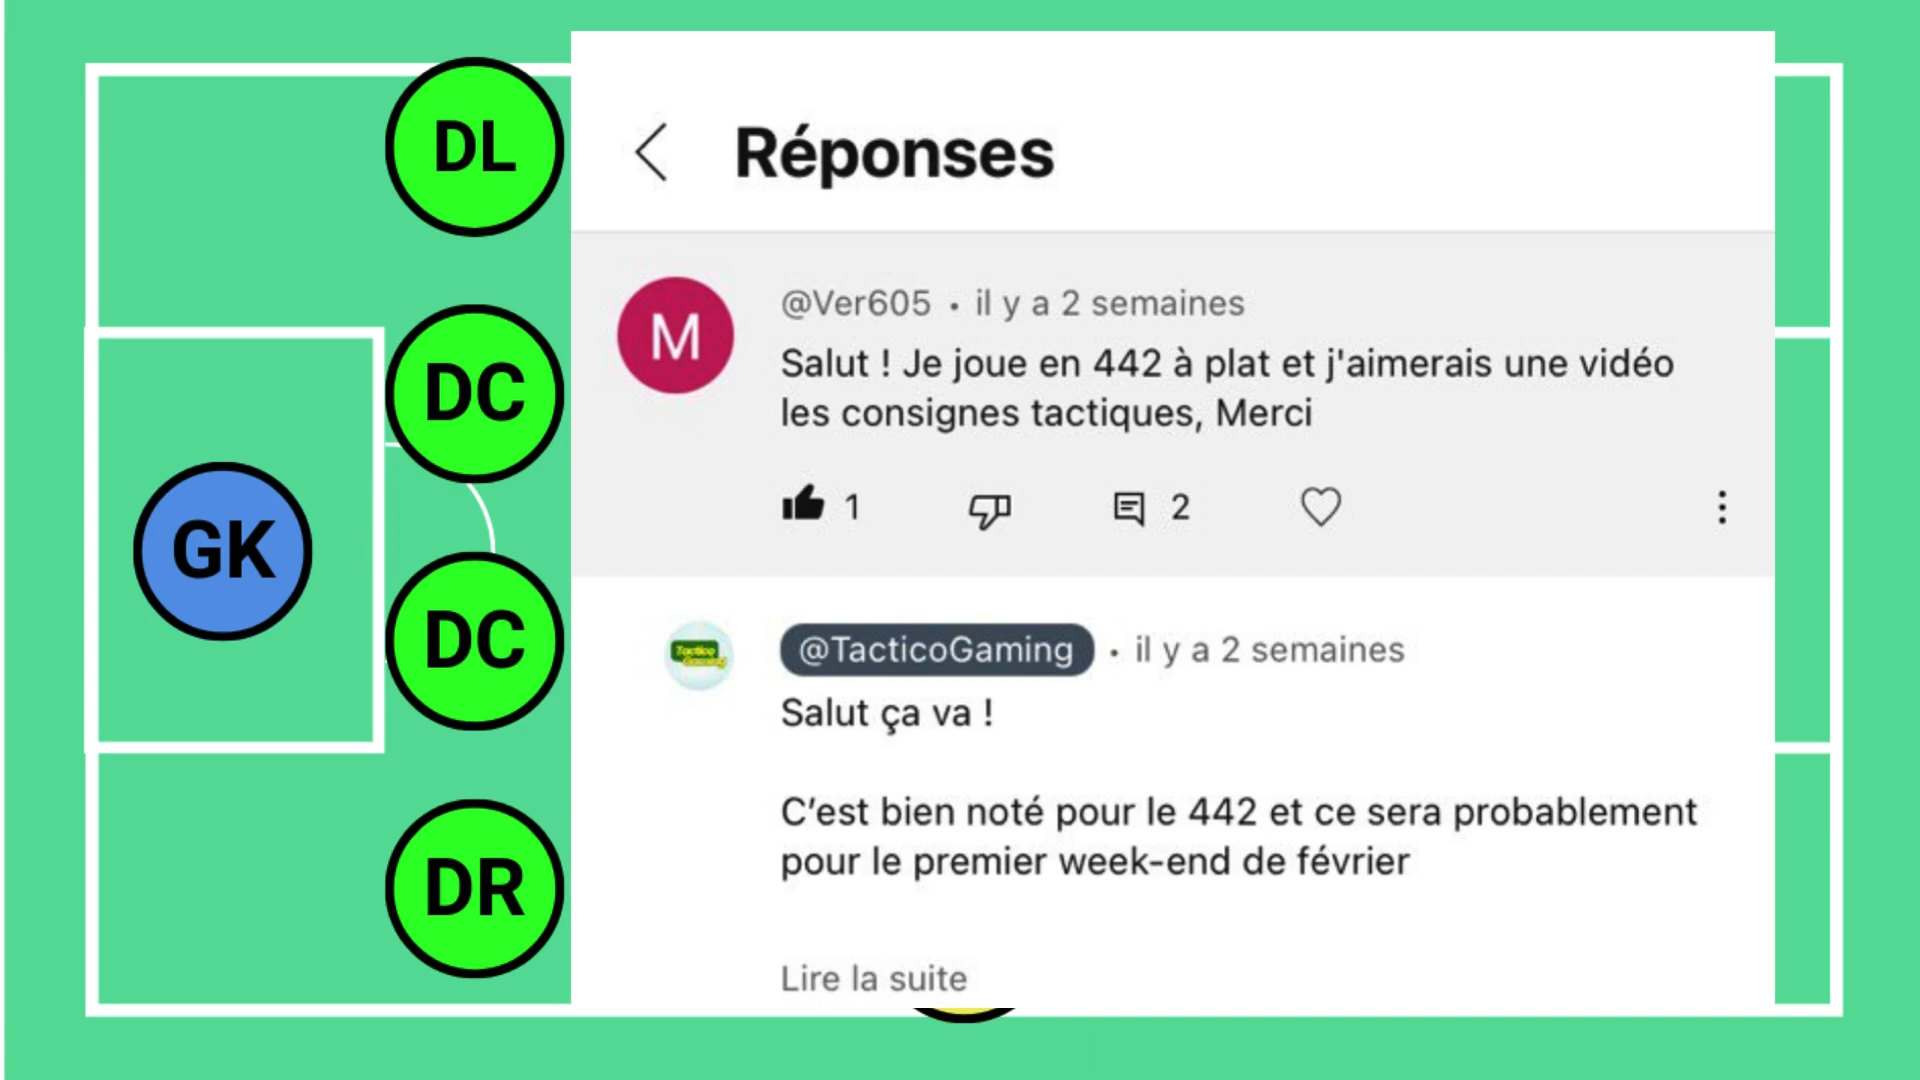 DL
DC
GK
DC
DR
Réponses
M
@Ver605 • il y a 2 semaines
Salut ! Je joue en 442 à plat et j'aimerais une vidéo
les consignes tactiques, Merci
1
2
Tactico
Gaming
@TacticoGaming • il y a 2 semaines
Salut ça va !
C’est bien noté pour le 442 et ce sera probablement
pour le premier week-end de février
Lire la suite